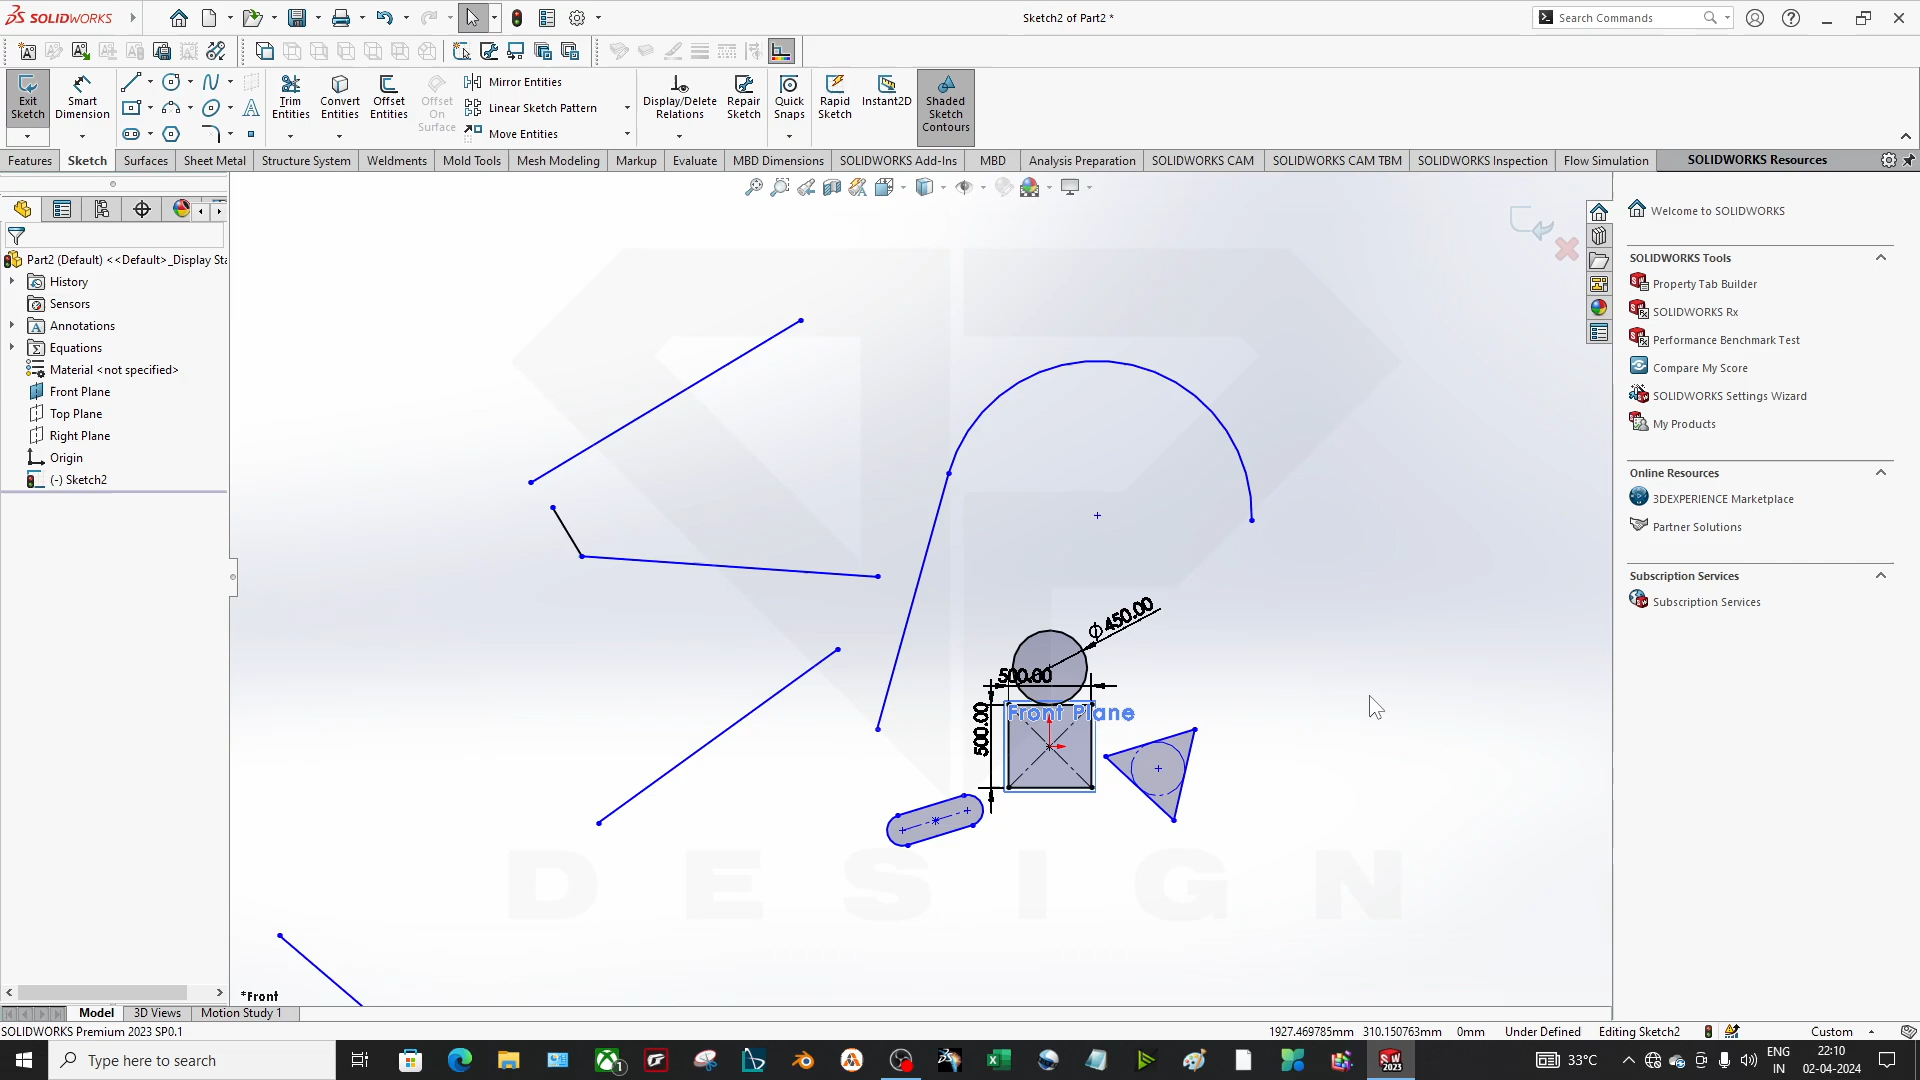 SOLIDWORKS
Sketch2 of Part2 *
Search Commands
Exit Sketch
Smart Dimension
Trim Entities
Convert Entities
Offset Entities
Offset On Surface
Mirror Entities
Linear Sketch Pattern
Move Entities
Display/Delete Relations
Repair Sketch
Quick Snaps
Rapid Sketch
Instant2D
Shaded Sketch Contours
Features
Sketch
Surfaces
Sheet Metal
Structure System
Weldments
Mold Tools
Mesh Modeling
Markup
Evaluate
MBD Dimensions
SOLIDWORKS Add-Ins
MBD
Analysis Preparation
SOLIDWORKS CAM
SOLIDWORKS CAM TBM
SOLIDWORKS Inspection
Flow Simulation
SOLIDWORKS Resources
Part2 (Default) <<Default>_Display Sta
History
Sensors
Annotations
Equations
Material <not specified>
Front Plane
Top Plane
Right Plane
Origin
(-) Sketch2
Φ450.00
500.00
500.00
Front Plane
DESIGN
*Front
Welcome to SOLIDWORKS
SOLIDWORKS Tools
Property Tab Builder
SOLIDWORKS Rx
Performance Benchmark Test
Compare My Score
SOLIDWORKS Settings Wizard
My Products
Online Resources
3DEXPERIENCE Marketplace
Partner Solutions
Subscription Services
Subscription Services
Model
3D Views
Motion Study 1
SOLIDWORKS Premium 2023 SP0.1
1927.469785mm 310.150763mm 0mm Under Defined Editing Sketch2
Custom
Type here to search
33°C
ENG
IN
22:10
02-04-2024